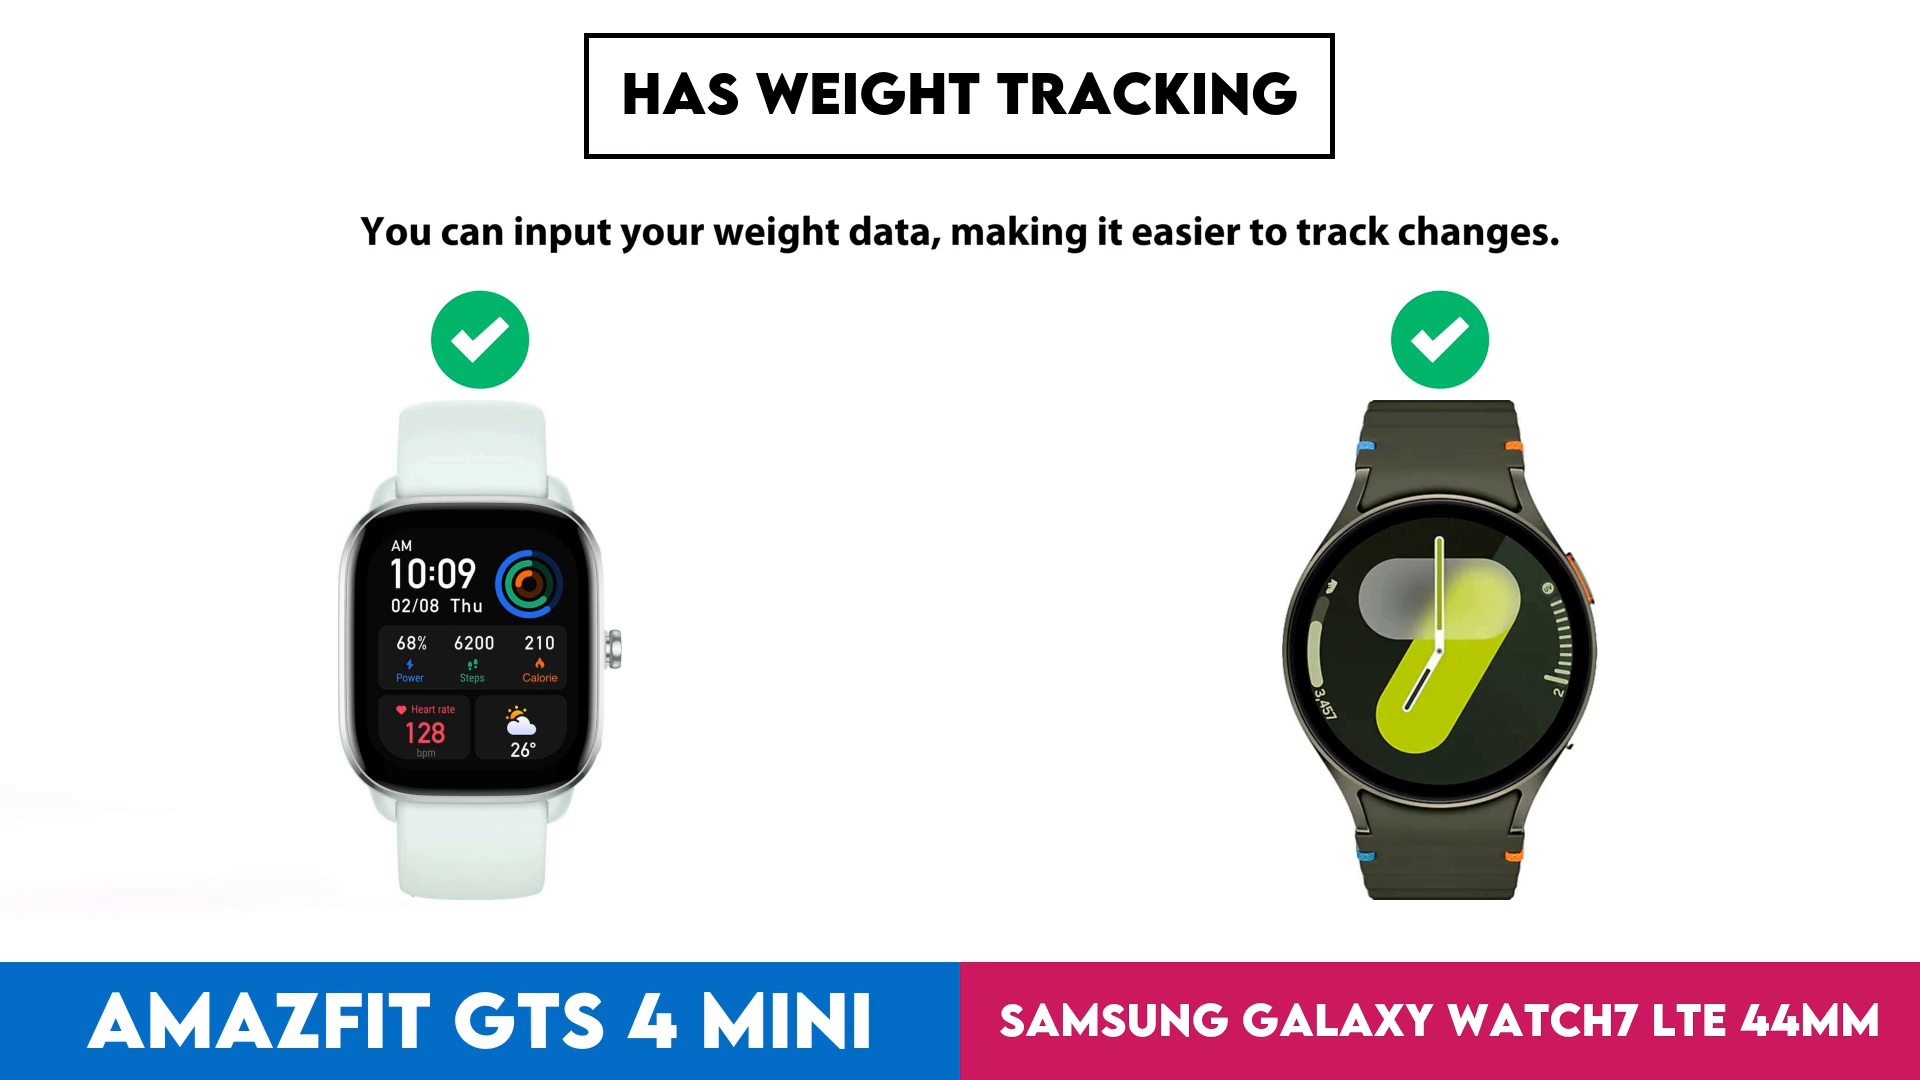 HAS WEIGHT TRACKING
You can input your weight data, making it easier to track changes.
AM
10:09
02/08 Thu
68% 6200 210
Power Steps Calorie
Heart rate
128
bpm
26°
3,457
UV
2
AMAZFIT GTS 4 MINI
SAMSUNG GALAXY WATCH7 LTE 44MM